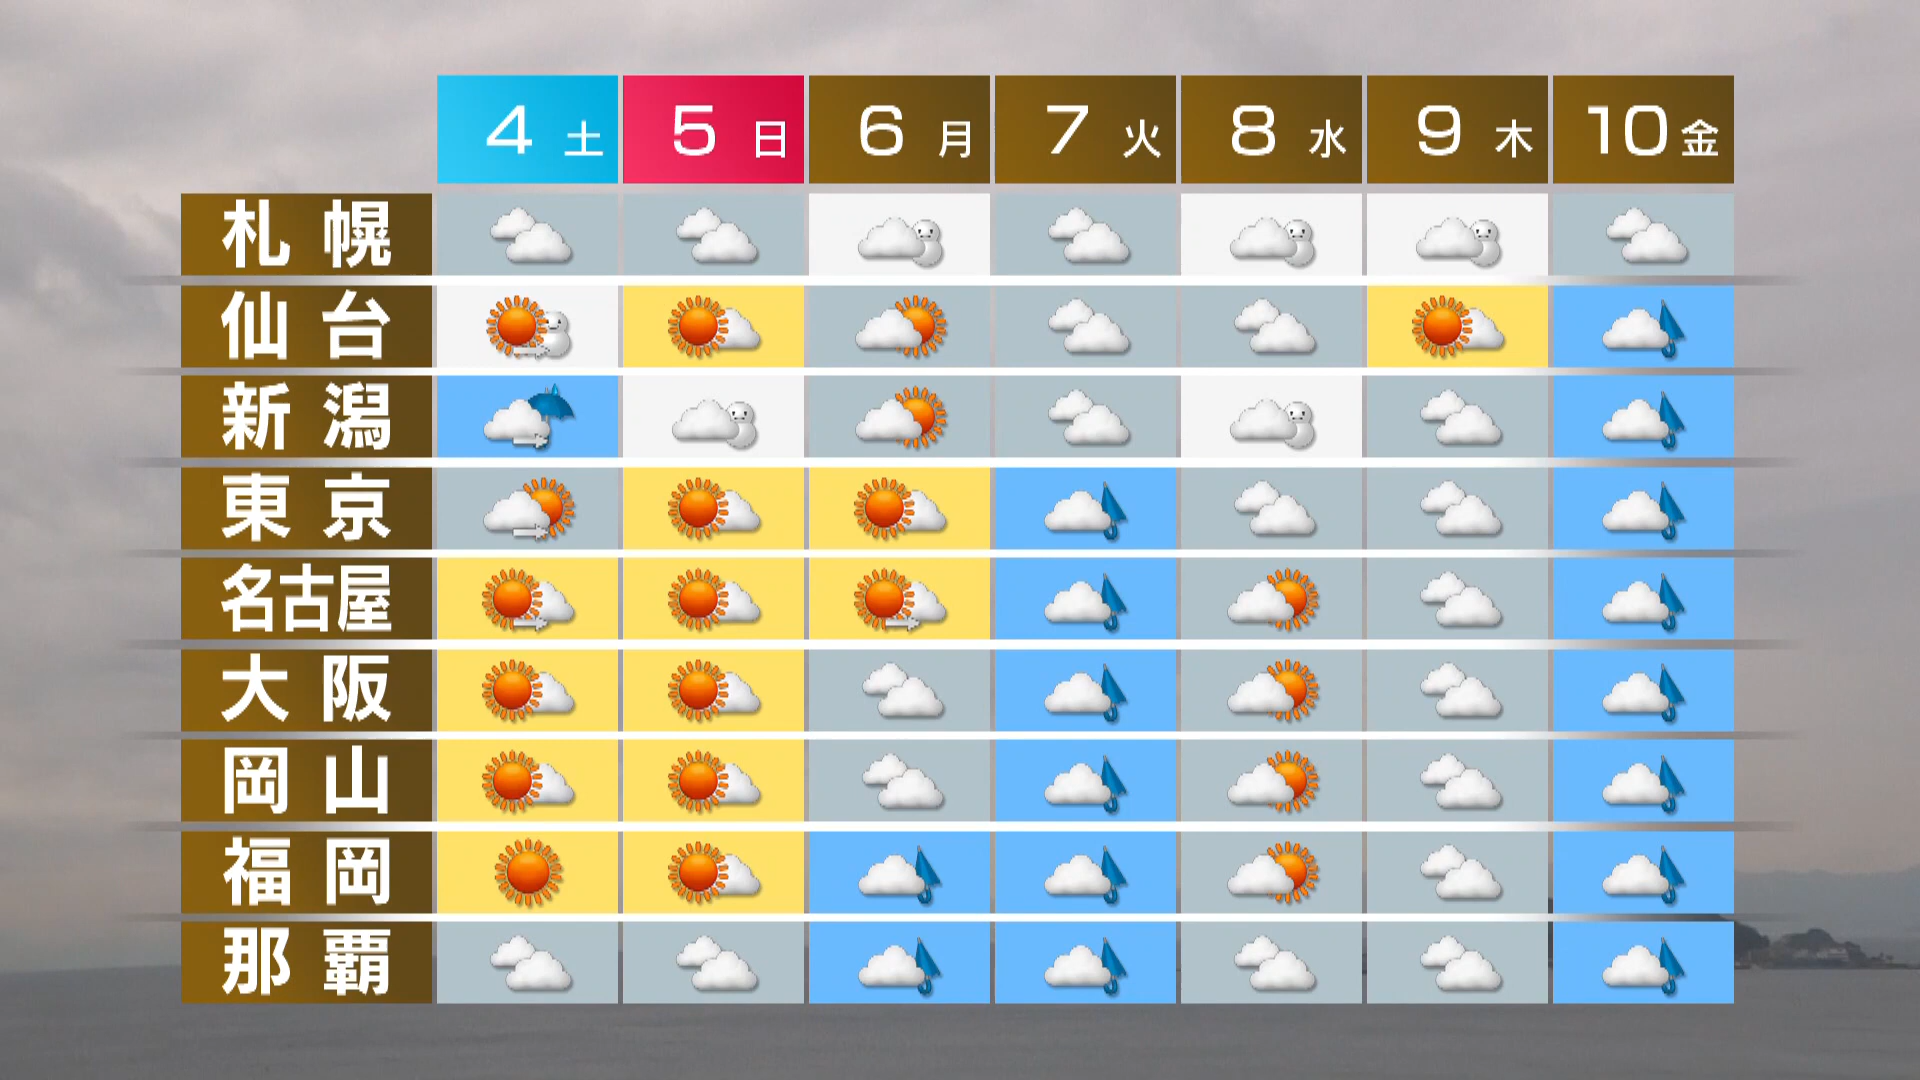 4 土 5 日 6 月 7 火 8 水 9 木 10 金
札幌
仙台
新潟
東京
名古屋
大阪
岡山
福岡
那覇